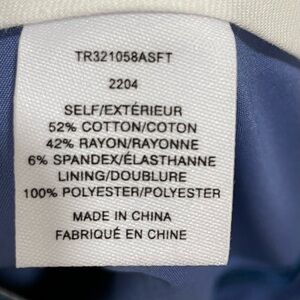 TR321058ASFT
2204
SELF/EXTÉRIEUR
52% COTTON/COTON
42% RAYON/RAYONNE
6% SPANDEX/ÉLASTHANNE
LINING/DOUBLURE
100% POLYESTER/POLYESTER
MADE IN CHINA
FABRIQUÉ EN CHINE